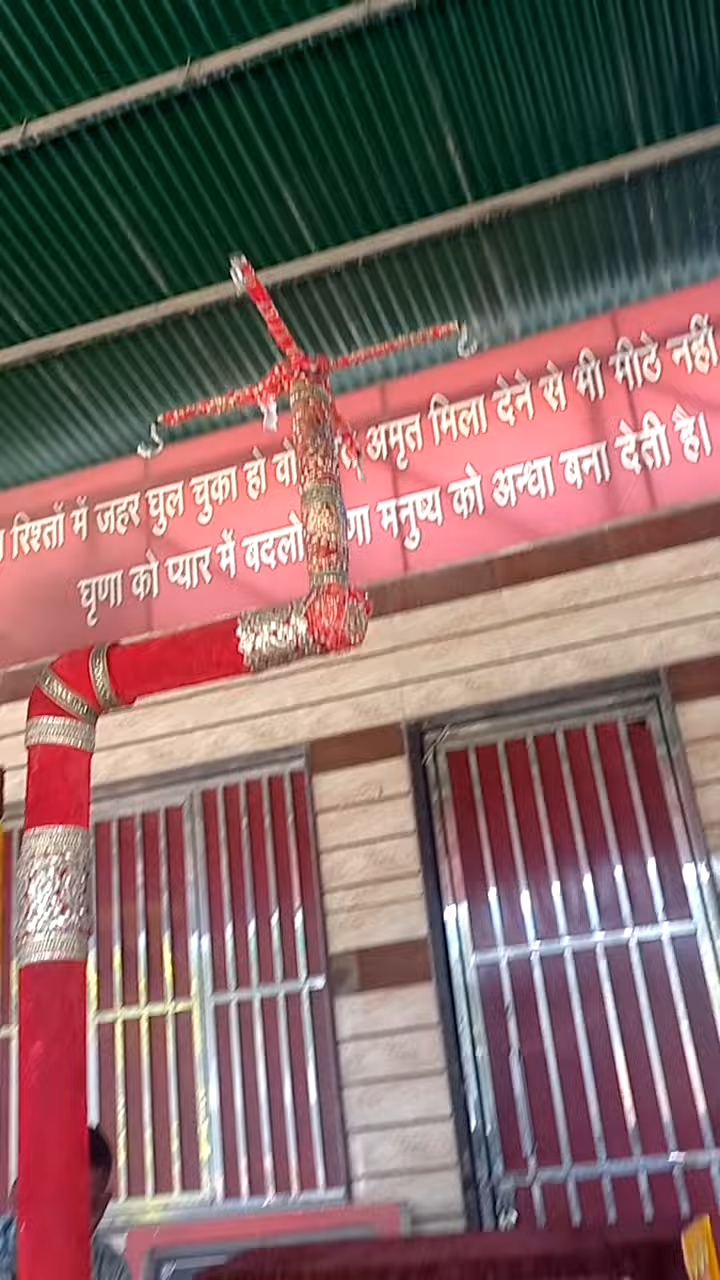 रिश्तों में जहर घुल चुका हो वो अमृत मिला देने से भी मीठे नहीं
घृणा को प्यार में बदलो मनुष्य को अन्धा बना देती है।